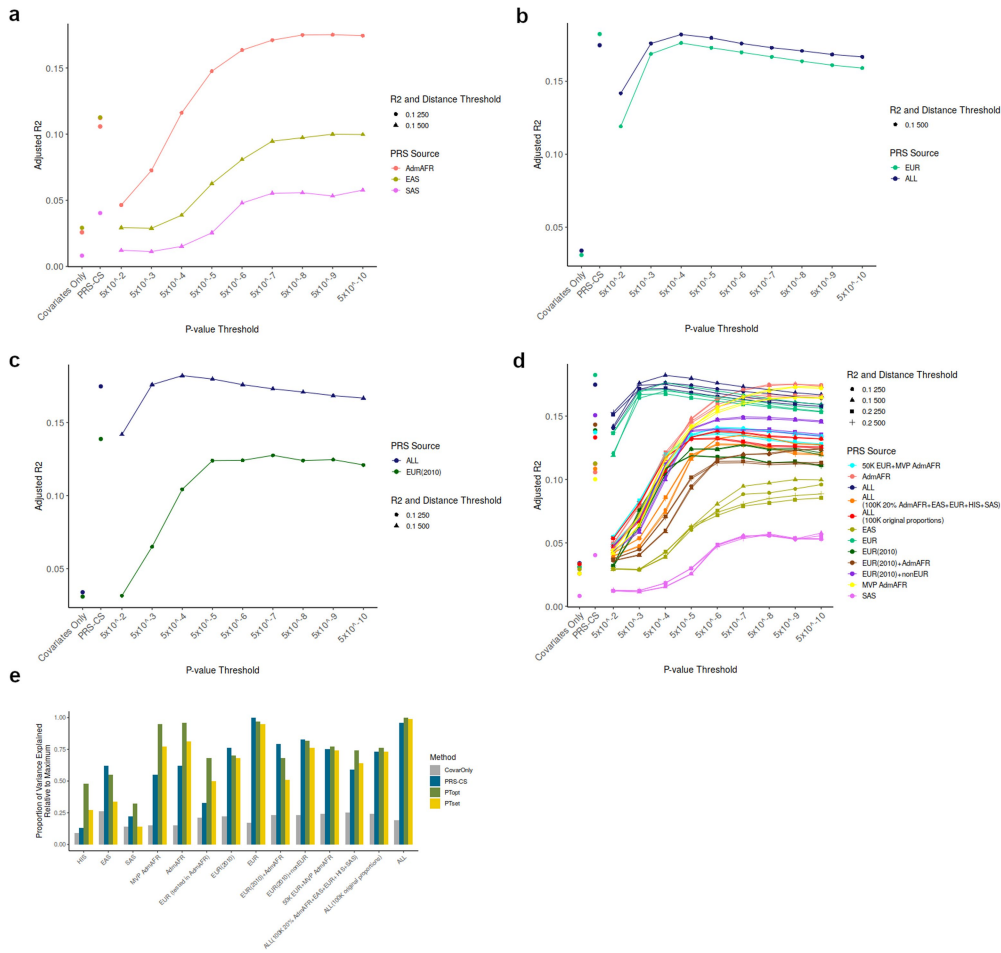 a
Adjusted R2
0.15
0.10
0.05
0.00
Covariates Only
PRS-CS
5x10^-2
5x10^-3
5x10^-4
5x10^-5
5x10^-6
5x10^-7
5x10^-8
5x10^-9
5x10^-10
P-value Threshold
R2 and Distance Threshold
0.1 250
0.1 500
PRS Source
AdmAFR
EAS
SAS
b
Adjusted R2
0.15
0.10
0.05
Covariates Only
PRS-CS
5x10^-2
5x10^-3
5x10^-4
5x10^-5
5x10^-6
5x10^-7
5x10^-8
5x10^-9
5x10^-10
P-value Threshold
R2 and Distance Threshold
0.1 500
PRS Source
EUR
ALL
c
Adjusted R2
0.15
0.10
0.05
Covariates Only
PRS-CS
5x10^-2
5x10^-3
5x10^-4
5x10^-5
5x10^-6
5x10^-7
5x10^-8
5x10^-9
5x10^-10
P-value Threshold
PRS Source
ALL
EUR(2010)
R2 and Distance Threshold
0.1 250
0.1 500
d
Adjusted R2
0.15
0.10
0.05
0.00
Covariates Only
PRS-CS
5x10^-2
5x10^-3
5x10^-4
5x10^-5
5x10^-6
5x10^-7
5x10^-8
5x10^-9
5x10^-10
P-value Threshold
R2 and Distance Threshold
0.1 250
0.1 500
0.2 250
0.2 500
PRS Source
50K EUR+MVP AdmAFR
AdmAFR
ALL
ALL
(100K 20% AdmAFR+EAS+EUR+HIS+SAS)
ALL
(100K original proportions)
EAS
EUR
EUR(2010)
EUR(2010)+AdmAFR
EUR(2010)+nonEUR
MVP AdmAFR
SAS
e
Proportion of Variance Explained
Relative to Maximum
1.00
0.75
0.50
0.25
0.00
HIS
EAS
SAS
MVP AdmAFR
AdmAFR
EUR (varied in AdmAFR)
EUR(2010)
EUR
EUR(2010)+AdmAFR
EUR(2010)+nonEUR
50K EUR+MVP AdmAFR
ALL(100K 20% AdmAFR+EAS+EUR+HIS+SAS)
ALL(100K original proportions)
ALL
Method
CovarOnly
PRS-CS
PTopt
PTset